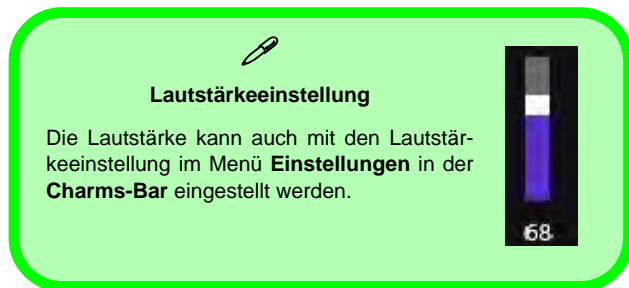 Lautstärkeeinstellung
Die Lautstärke kann auch mit den Lautstär-
keeinstellung im Menü Einstellungen in der
Charms-Bar eingestellt werden.
68